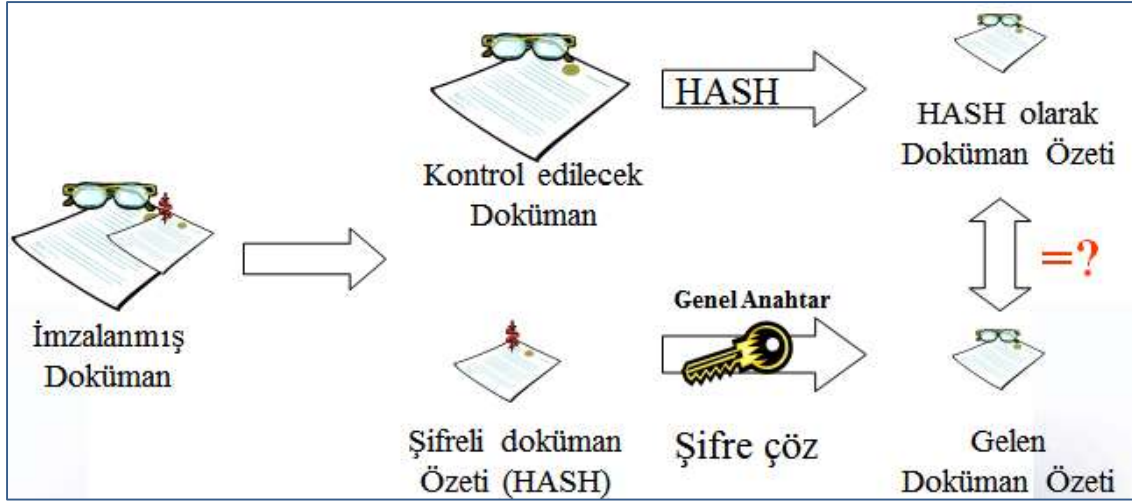 HASH
HASH olarak
Doküman Özeti
Kontrol edilecek
Doküman
=?
İmzalanmış
Doküman
Genel Anahtar
Şifreli doküman
Özeti (HASH)
Şifre çöz
Gelen
Doküman Özeti